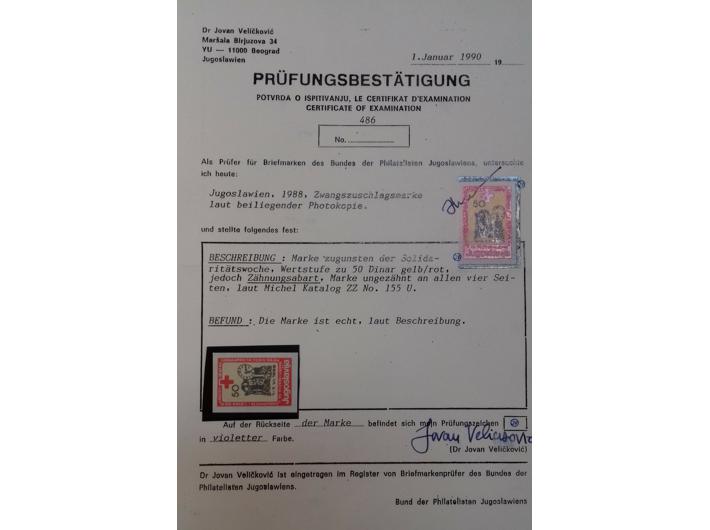 Dr Jovan Veličković
Maršala Birjuzova 34
YU — 11000 Beograd
Jugoslawien
1.Januar 1990 19
PRÜFUNGSBESTÄTIGUNG
POTVRDA O ISPITIVANJU, LE CERTIFIKAT D'EXAMINATION
CERTIFICATE OF EXAMINATION
486
No.
Als Prüfer für Briefmarken des Bundes der Philatelisten Jugoslawiens, untersuchte
ich heute:
Jugoslawien, 1988, Zwangszuschlagsmarke
laut beiliegender Photokopie.
50
und stellte folgendes fest:
BESCHREIBUNG : Marke zugunsten der Solida-
ritätswoche, Wertstufe zu 50 Dinar gelb/rot,
jedoch Zähnungsabart, Marke ungezähnt an allen vier Sei-
ten, laut Michel Katalog ZZ No. 155 U.
BEFUND : Die Marke ist echt, laut Beschreibung.
50
Auf der Rückseite der Marke befindet sich mein Prüfungszeichen
in violetter Farbe.
Jovan Veličković
(Dr Jovan Veličković)
Dr Jovan Veličković ist eingetragen im Register von Briefmarkenprüfer des Bundes der
Philatelisten Jugoslawiens.
Bund der Philatelisten Jugoslawiens